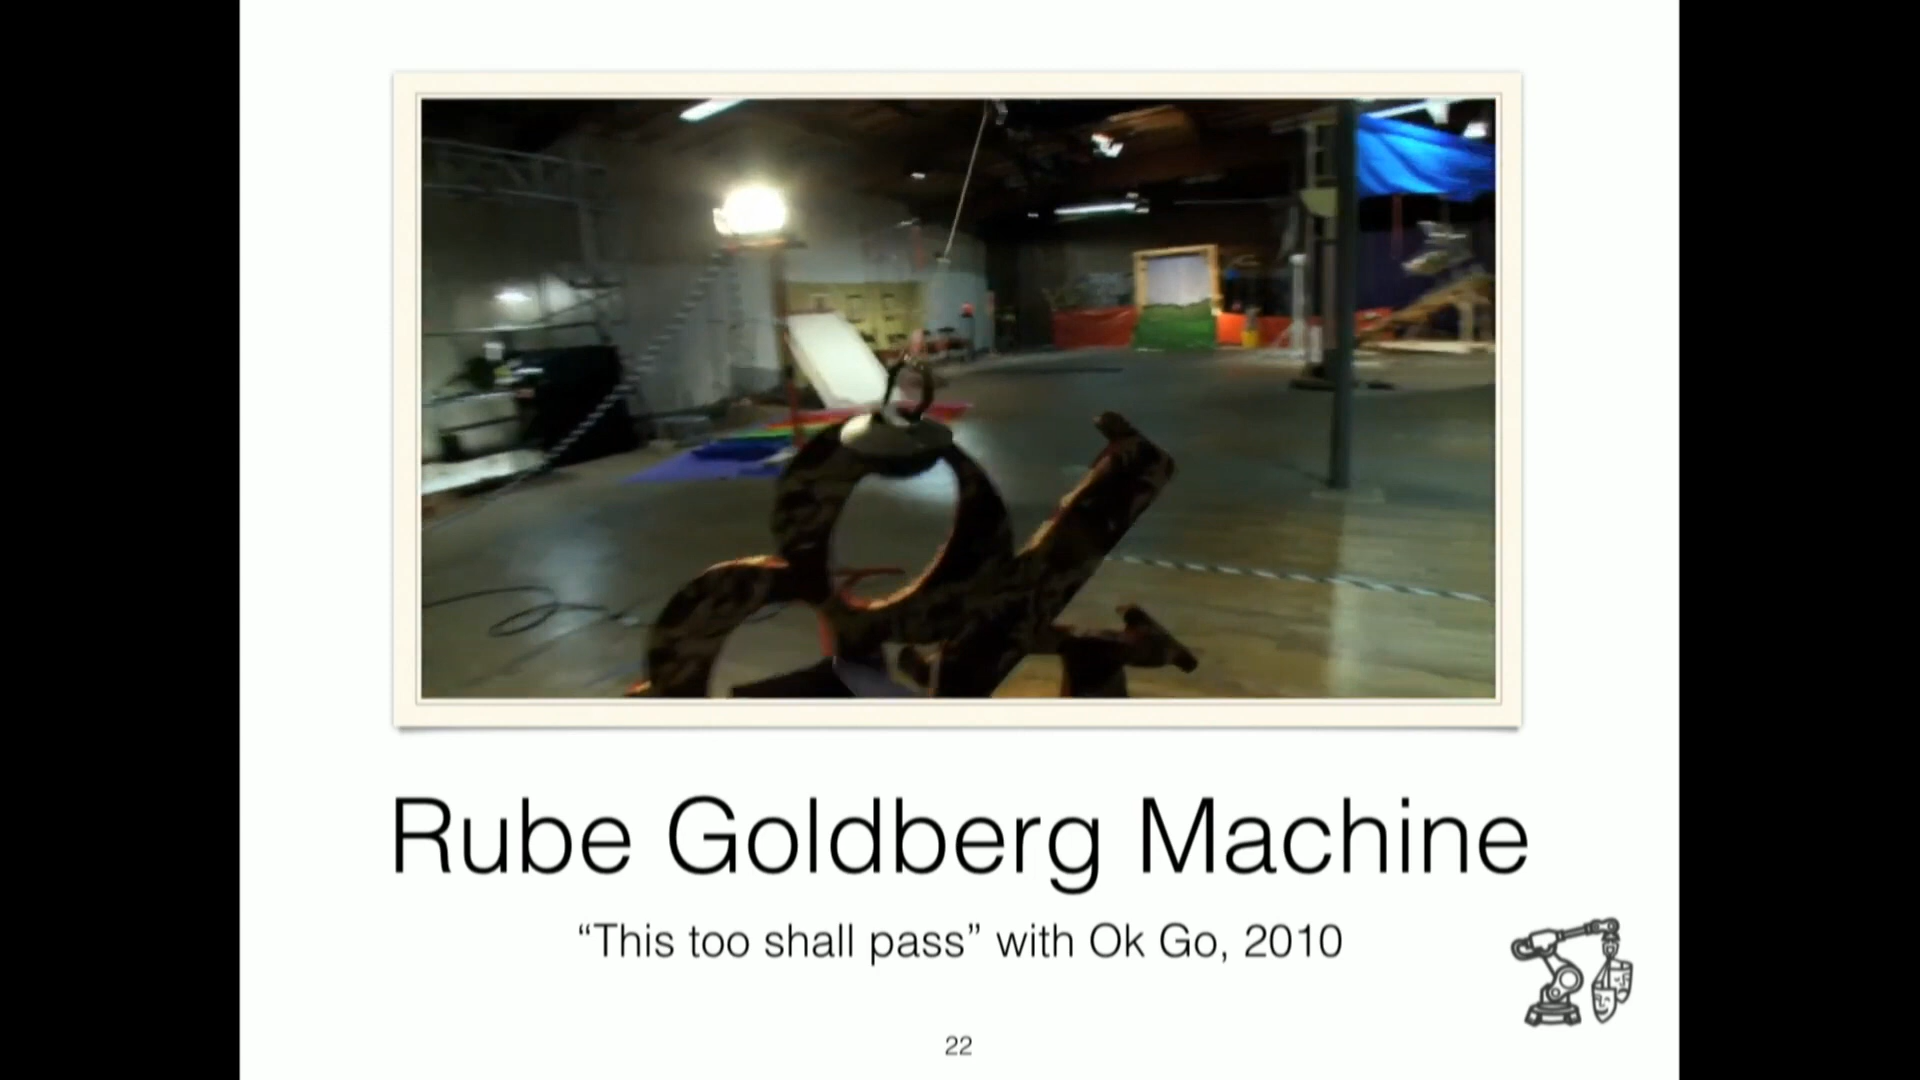 Rube Goldberg Machine
“This too shall pass” with Ok Go, 2010
22